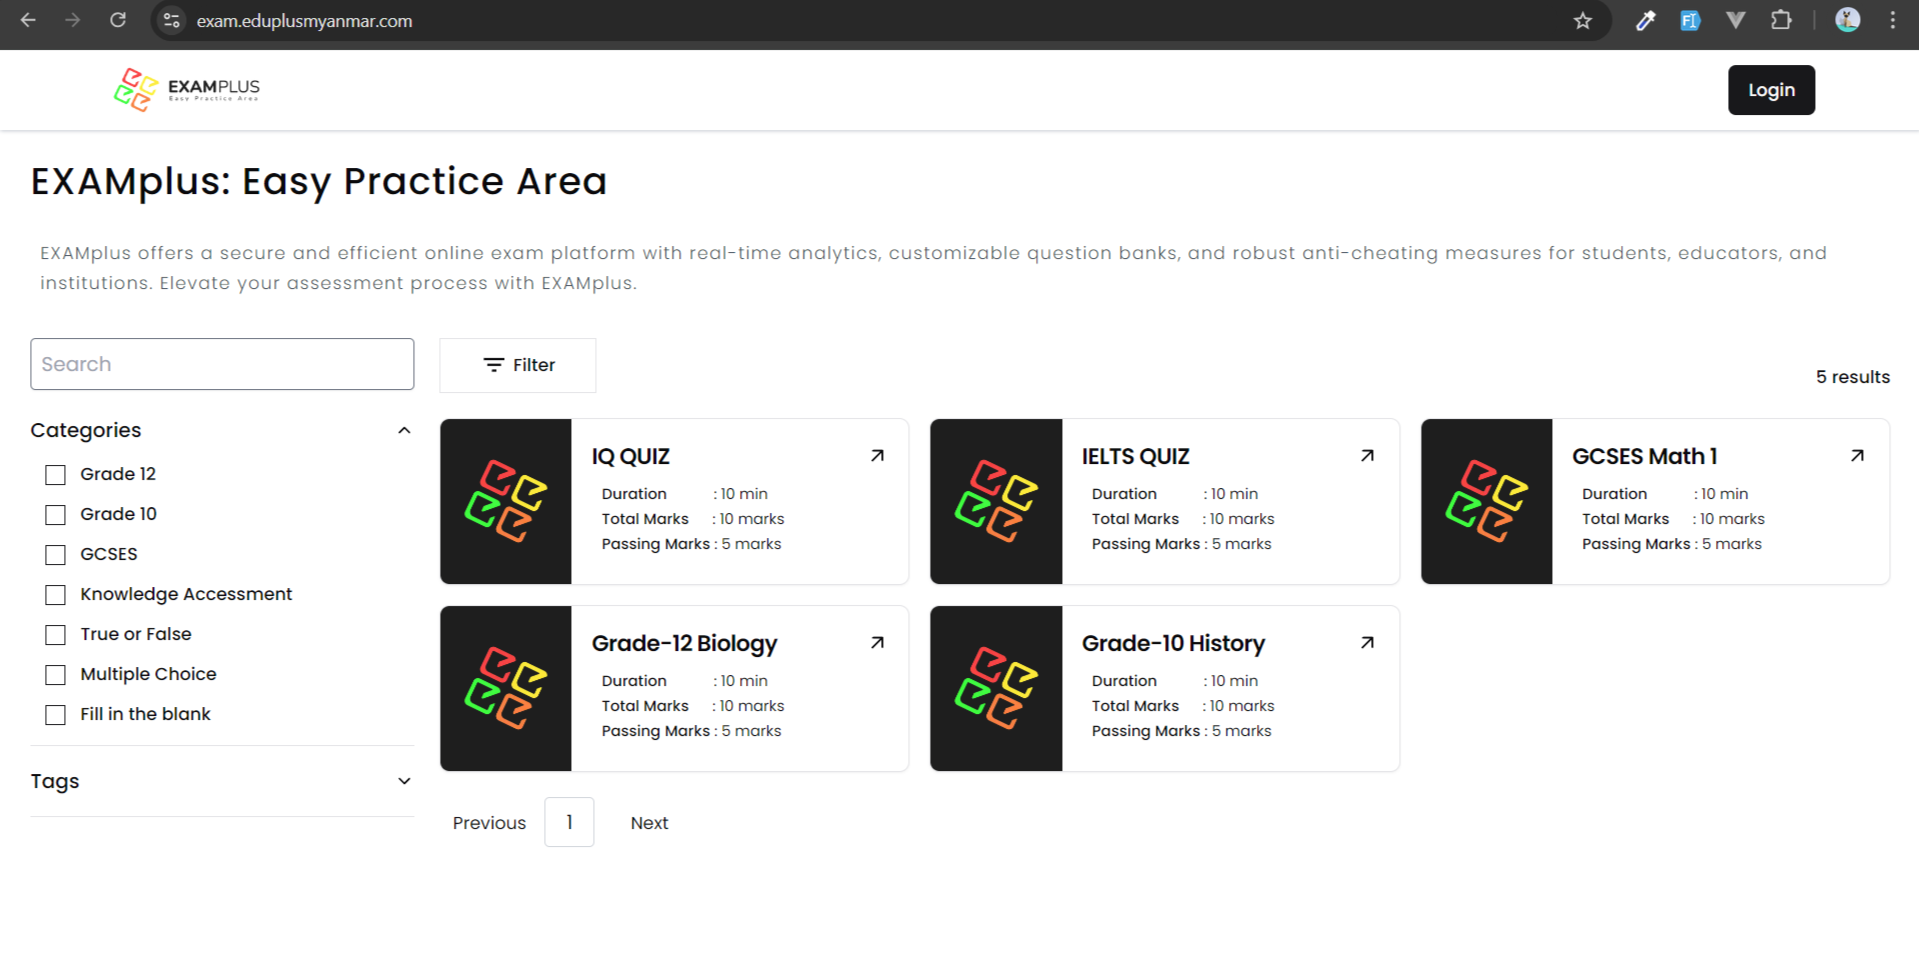 exam.eduplusmyanmar.com
EXAMPLUS
Easy Practice Area
Login
EXAMplus: Easy Practice Area
EXAMplus offers a secure and efficient online exam platform with real-time analytics, customizable question banks, and robust anti-cheating measures for students, educators, and
institutions. Elevate your assessment process with EXAMplus.
Search
Filter
5 results
Categories
Grade 12
Grade 10
GCSES
Knowledge Accessment
True or False
Multiple Choice
Fill in the blank
Tags
IQ QUIZ
Duration : 10 min
Total Marks : 10 marks
Passing Marks : 5 marks
IELTS QUIZ
Duration : 10 min
Total Marks : 10 marks
Passing Marks : 5 marks
GCSES Math 1
Duration : 10 min
Total Marks : 10 marks
Passing Marks : 5 marks
Grade-12 Biology
Duration : 10 min
Total Marks : 10 marks
Passing Marks : 5 marks
Grade-10 History
Duration : 10 min
Total Marks : 10 marks
Passing Marks : 5 marks
Previous 1 Next